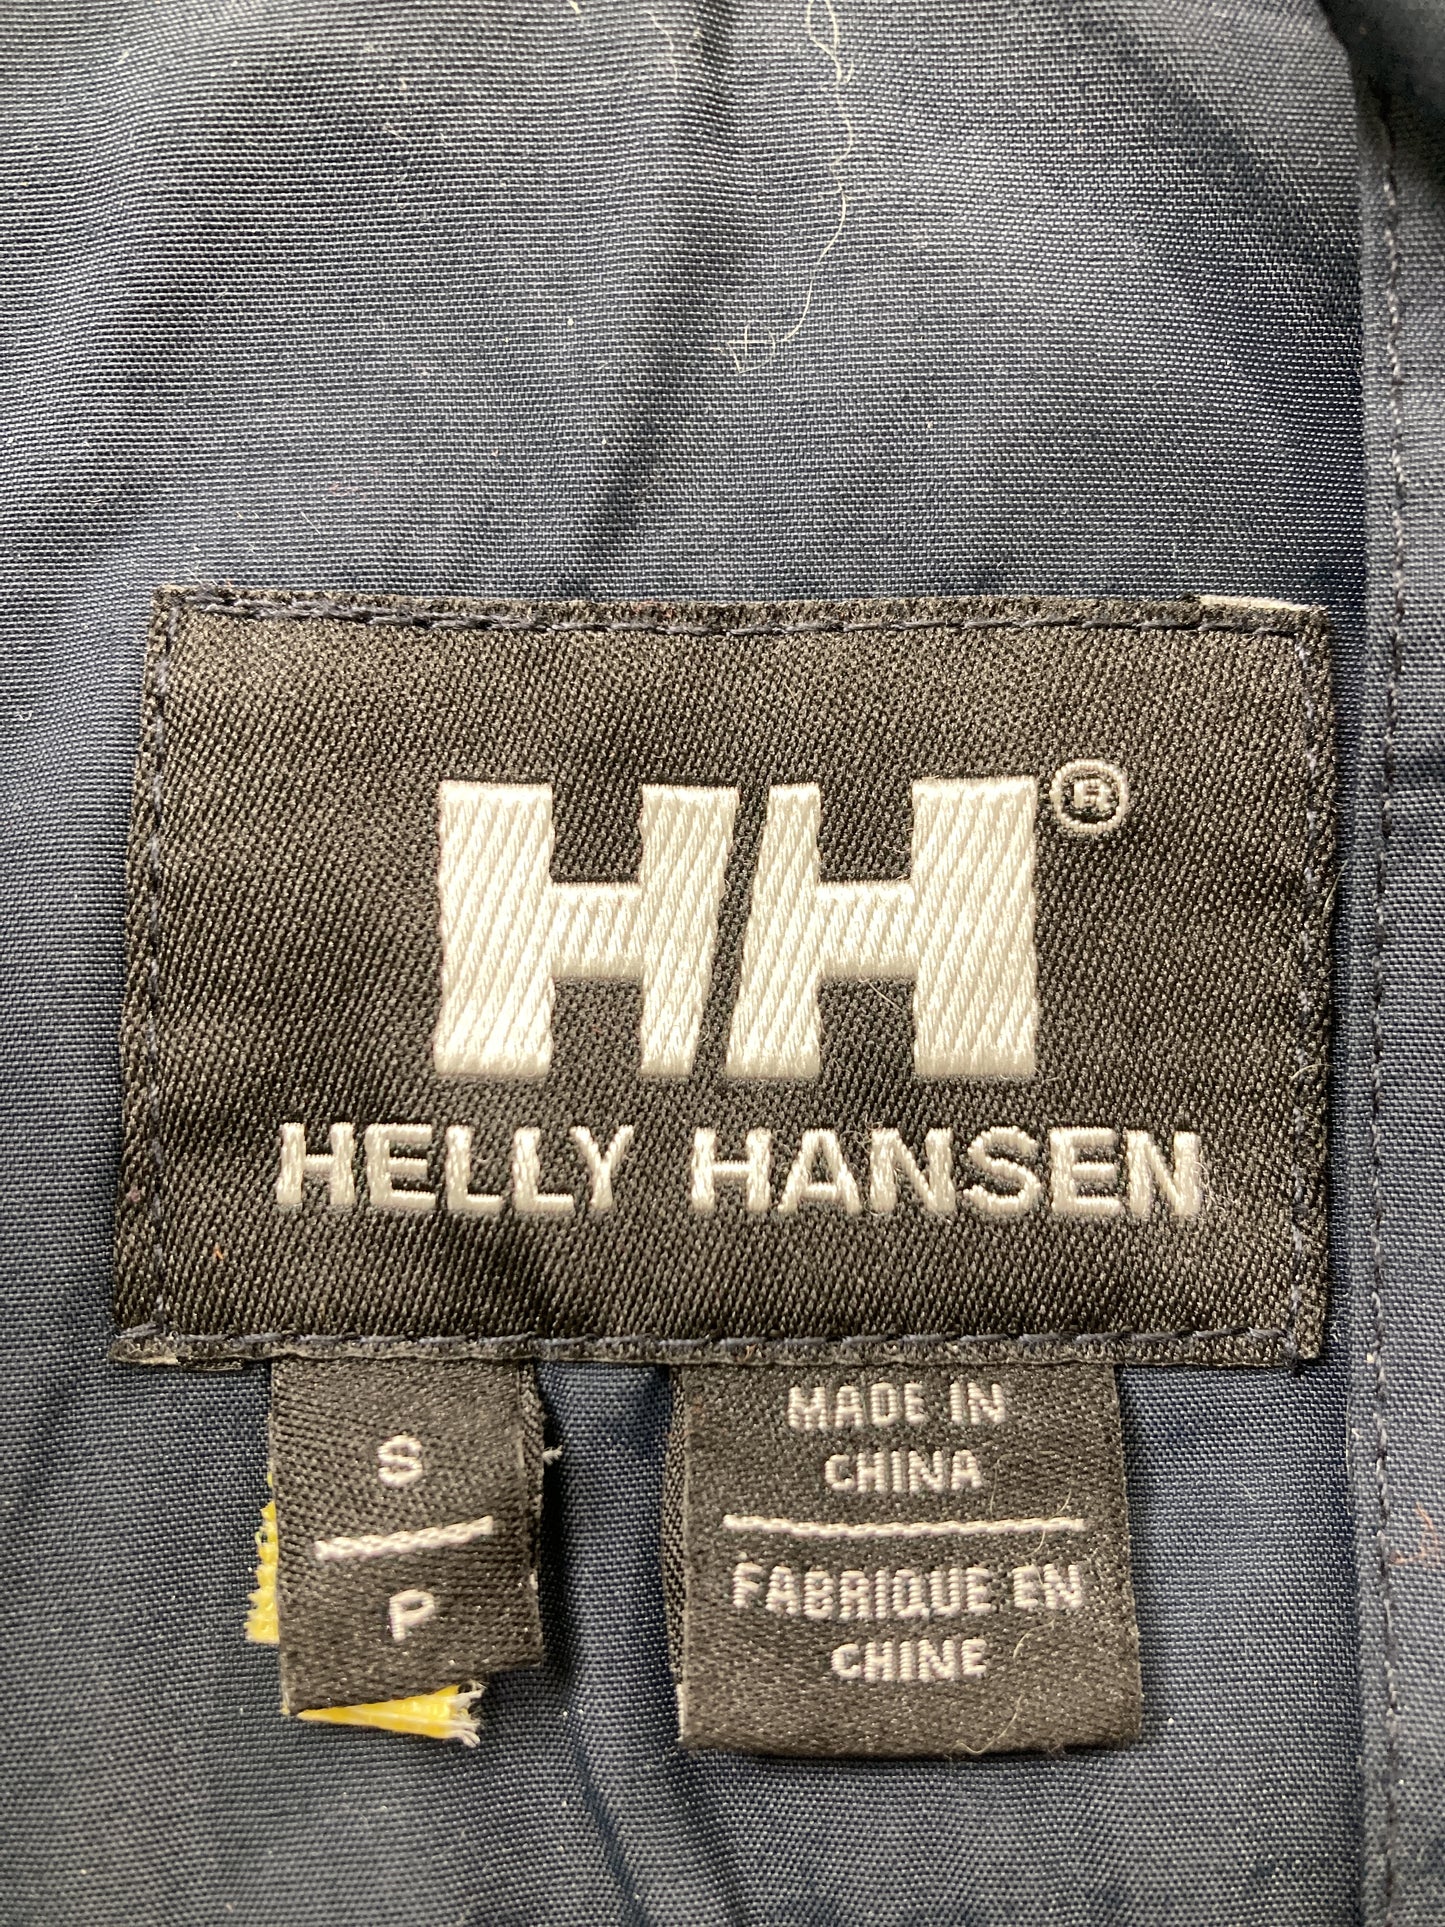 HH®
HELLY HANSEN
S
P
MADE IN
CHINA
FABRIQUE EN
CHINE